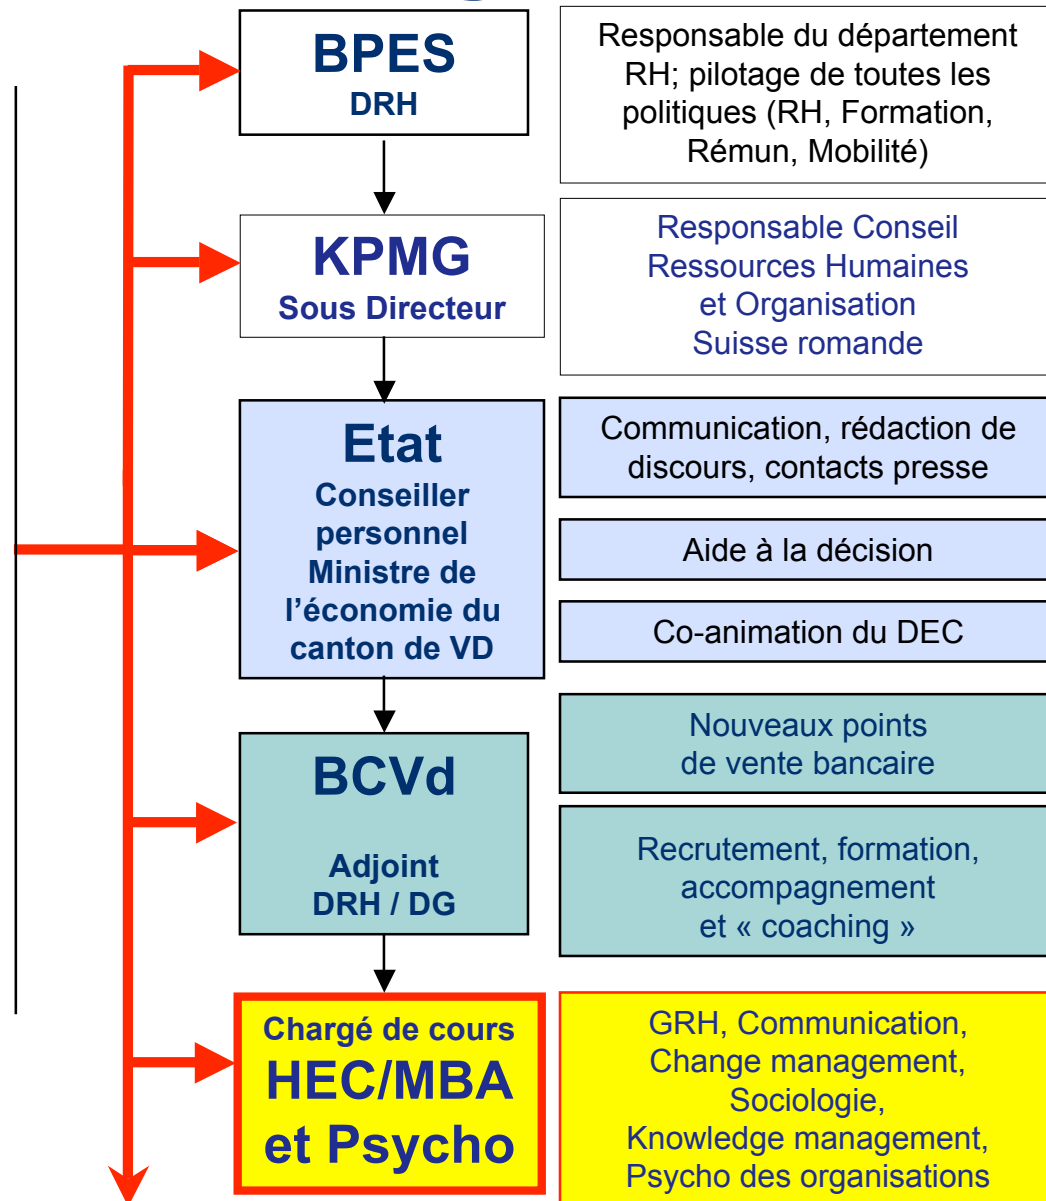 BPES
DRH
Responsable du département
RH; pilotage de toutes les
politiques (RH, Formation,
Rémun, Mobilité)
KPMG
Sous Directeur
Responsable Conseil
Ressources Humaines
et Organisation
Suisse romande
Etat
Conseiller
personnel
Ministre de
l’économie du
canton de VD
Communication, rédaction de
discours, contacts presse
Aide à la décision
Co-animation du DEC
BCVd
Adjoint
DRH / DG
Nouveaux points
de vente bancaire
Recrutement, formation,
accompagnement
et « coaching »
Chargé de cours
HEC/MBA
et Psycho
GRH, Communication,
Change management,
Sociologie,
Knowledge management,
Psycho des organisations